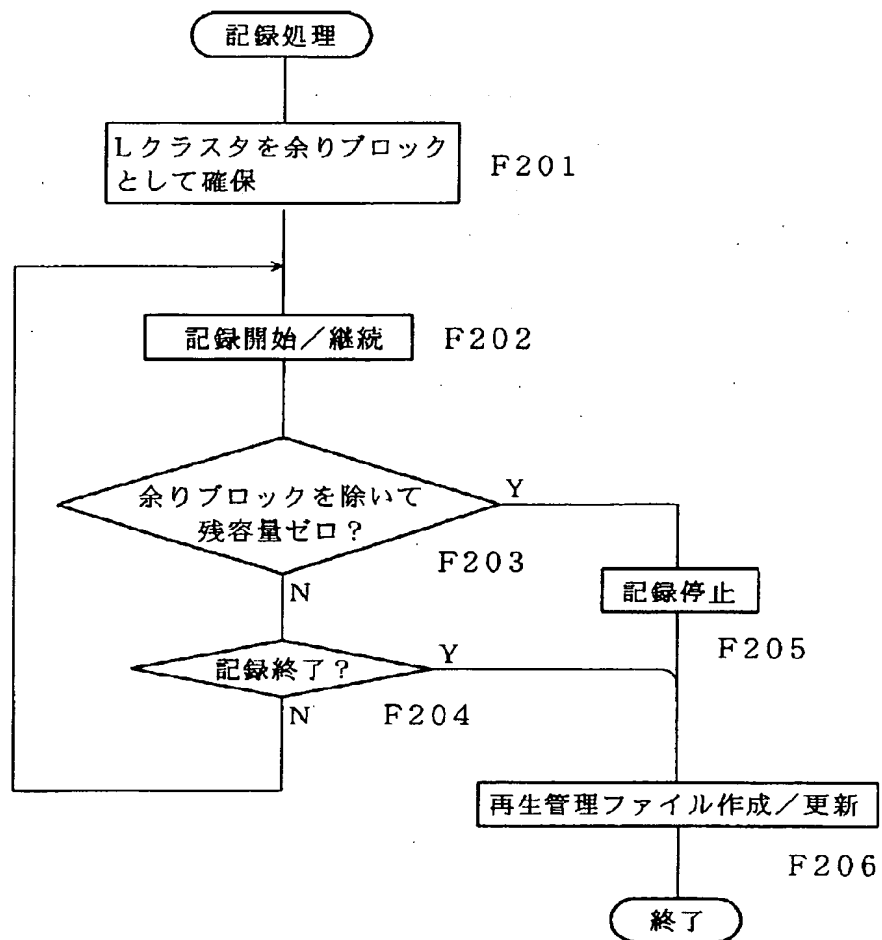 記録処理
Lクラスタを余りブロック
として確保
F201
記録開始／継続
F202
余りブロックを除いて
残容量ゼロ？
Y
F203
N
記録停止
F205
記録終了？
Y
F204
N
再生管理ファイル作成／更新
F206
終了